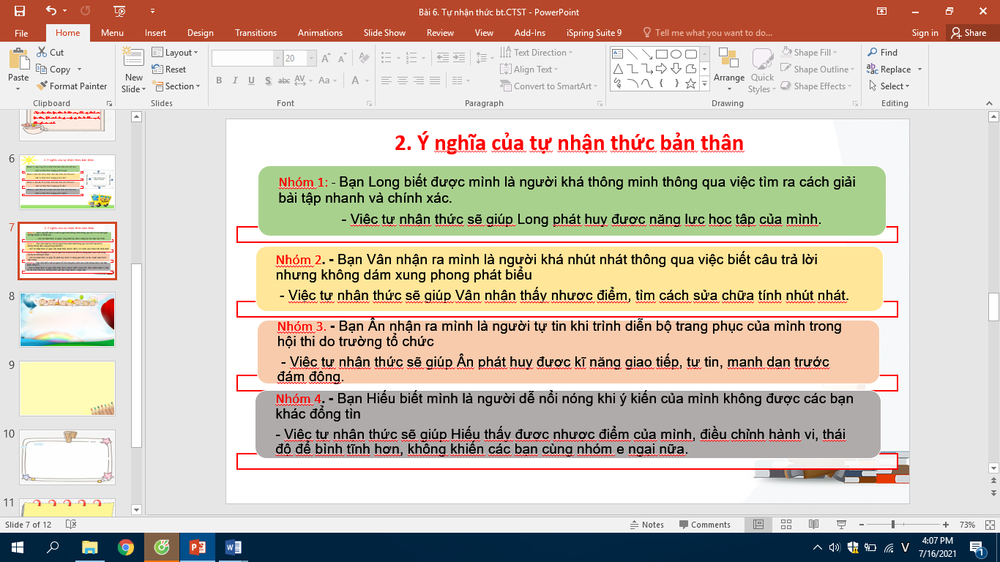 Bài 6. Tự nhận thức bt.CTST - PowerPoint
File Home Menu Insert Design Transitions Animations Slide Show Review View Add-Ins iSpring Suite 9 Tell me what you want to do... Sign in Share
Paste
Cut
Copy
Format Painter
Clipboard
New Slide
Layout
Reset
Section
Slides
20
B I U S abc AV Aa A
Font
Text Direction
Align Text
Convert to SmartArt
Paragraph
Arrange
Quick Styles
Shape Fill
Shape Outline
Shape Effects
Drawing
Find
Replace
Select
Editing
6
7
8
9
10
11
2. Ý nghĩa của tự nhận thức bản thân
Nhóm 1: - Bạn Long biết được mình là người khá thông minh thông qua việc tìm ra cách giải
bài tập nhanh và chính xác.
- Việc tự nhận thức sẽ giúp Long phát huy được năng lực học tập của mình.
Nhóm 2. - Bạn Vân nhận ra mình là người khá nhút nhát thông qua việc biết câu trả lời
nhưng không dám xung phong phát biểu
- Việc tự nhận thức sẽ giúp Vân nhận thấy nhược điểm, tìm cách sửa chữa tính nhút nhát.
Nhóm 3. - Bạn Ân nhận ra mình là người tự tin khi trình diễn bộ trang phục của mình trong
hội thi do trường tổ chức
- Việc tự nhận thức sẽ giúp Ân phát huy được kĩ năng giao tiếp, tự tin, mạnh dạn trước
đám đông.
Nhóm 4. - Bạn Hiếu biết mình là người dễ nổi nóng khi ý kiến của mình không được các bạn
khác đồng tìn
- Việc tự nhận thức sẽ giúp Hiếu thấy được nhược điểm của mình, điều chỉnh hành vi, thái
độ để bình tĩnh hơn, không khiến các bạn cùng nhóm e ngại nữa.
Slide 7 of 12 Notes Comments 73%
V 4:07 PM
7/16/2021
1